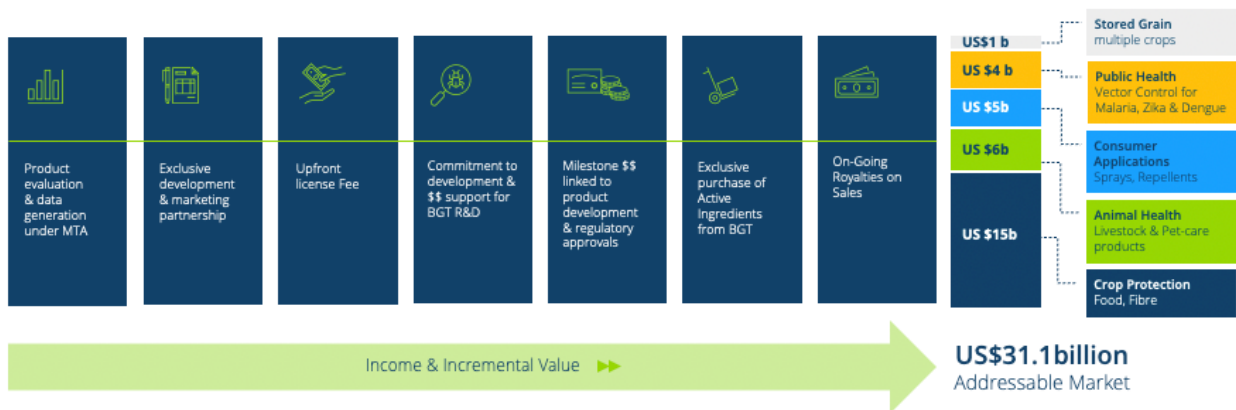 Product
evaluation
& data
generation
under MTA
Exclusive
development
& marketing
partnership
Upfront
license Fee
Commitment to
development &
$$ support for
BGT R&D
Milestone $$
linked to
product
development
& regulatory
approvals
Exclusive
purchase of
Active
Ingredients
from BGT
On-Going
Royalties on
Sales
US$1 b
US $4 b
US $5b
US $6b
US $15b
Stored Grain
multiple crops
Public Health
Vector Control for
Malaria, Zika & Dengue
Consumer
Applications
Sprays, Repellents
Animal Health
Livestock & Pet-care
products
Crop Protection
Food, Fibre
Income & Incremental Value
US$31.1billion
Addressable Market